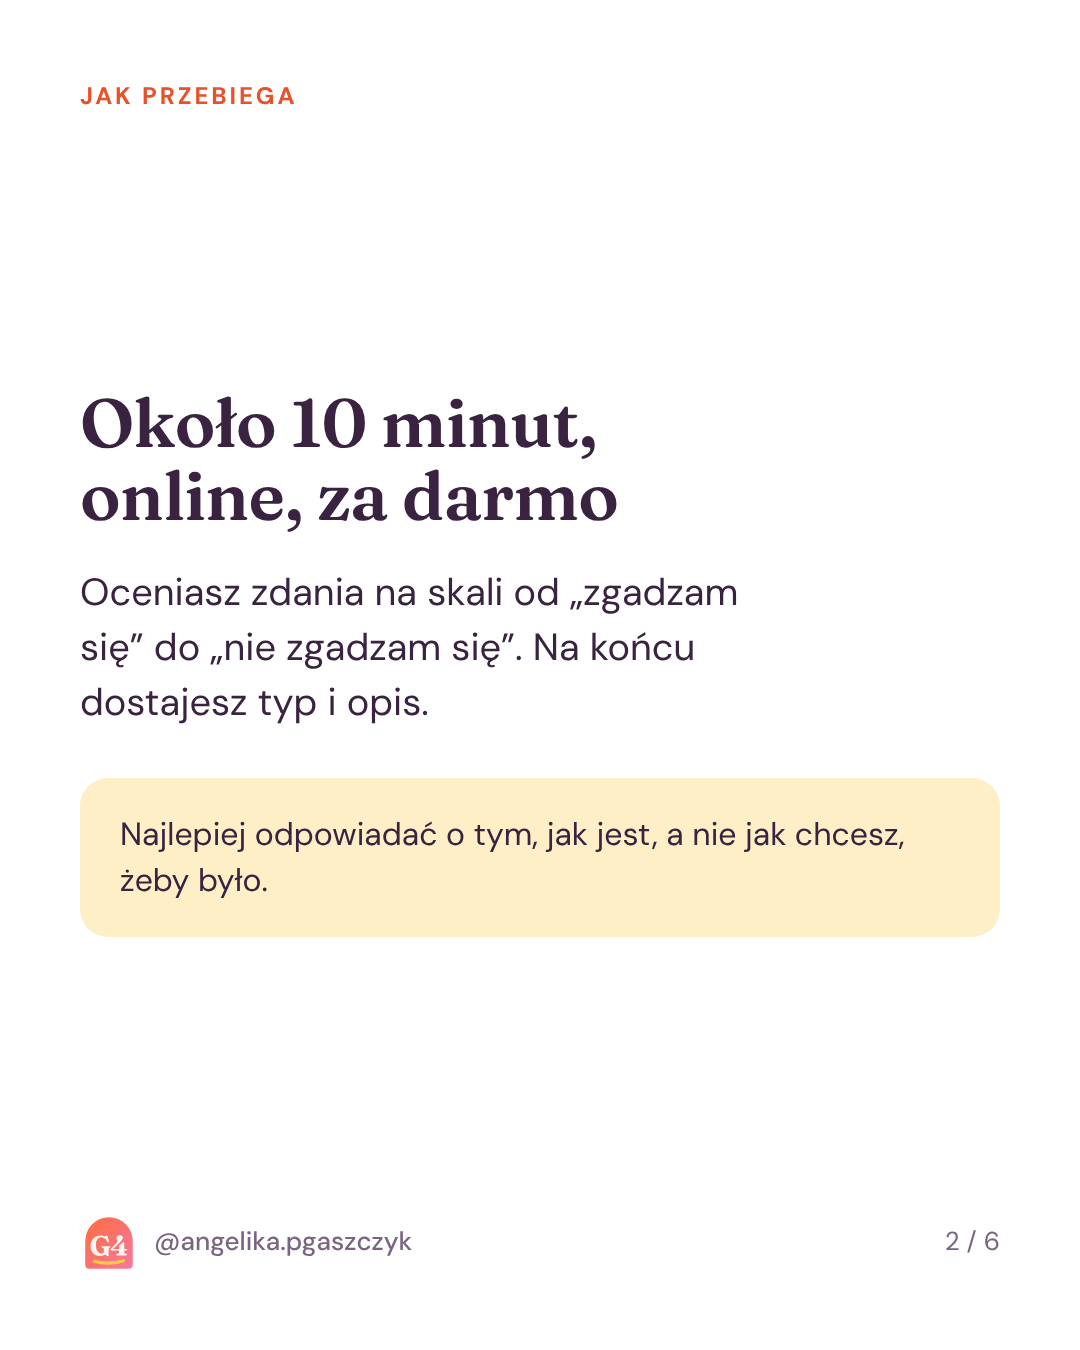 JAK PRZEBIEGA
Około 10 minut,
online, za darmo
Oceniasz zdania na skali od „zgadzam
się” do „nie zgadzam się”. Na końcu
dostajesz typ i opis.
Najlepiej odpowiadać o tym, jak jest, a nie jak chcesz,
żeby było.
G4 @angelika.pgaszczyk 2 / 6